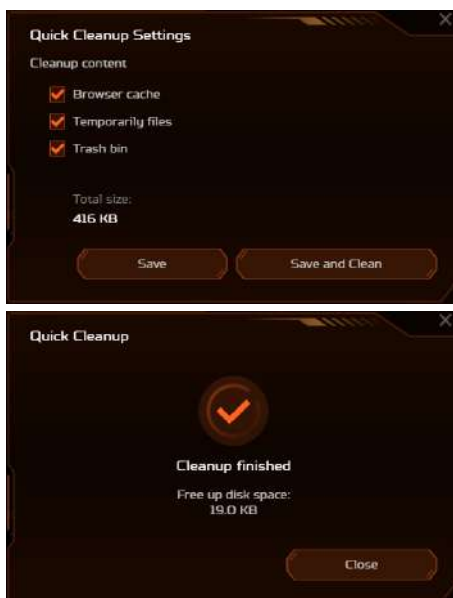 Quick Cleanup Settings
Cleanup content
Browser cache
Temporarily files
Trash bin
Total size:
416 KB
Save
Save and Clean
Quick Cleanup
Cleanup finished
Free up disk space:
19.0 KB
Close